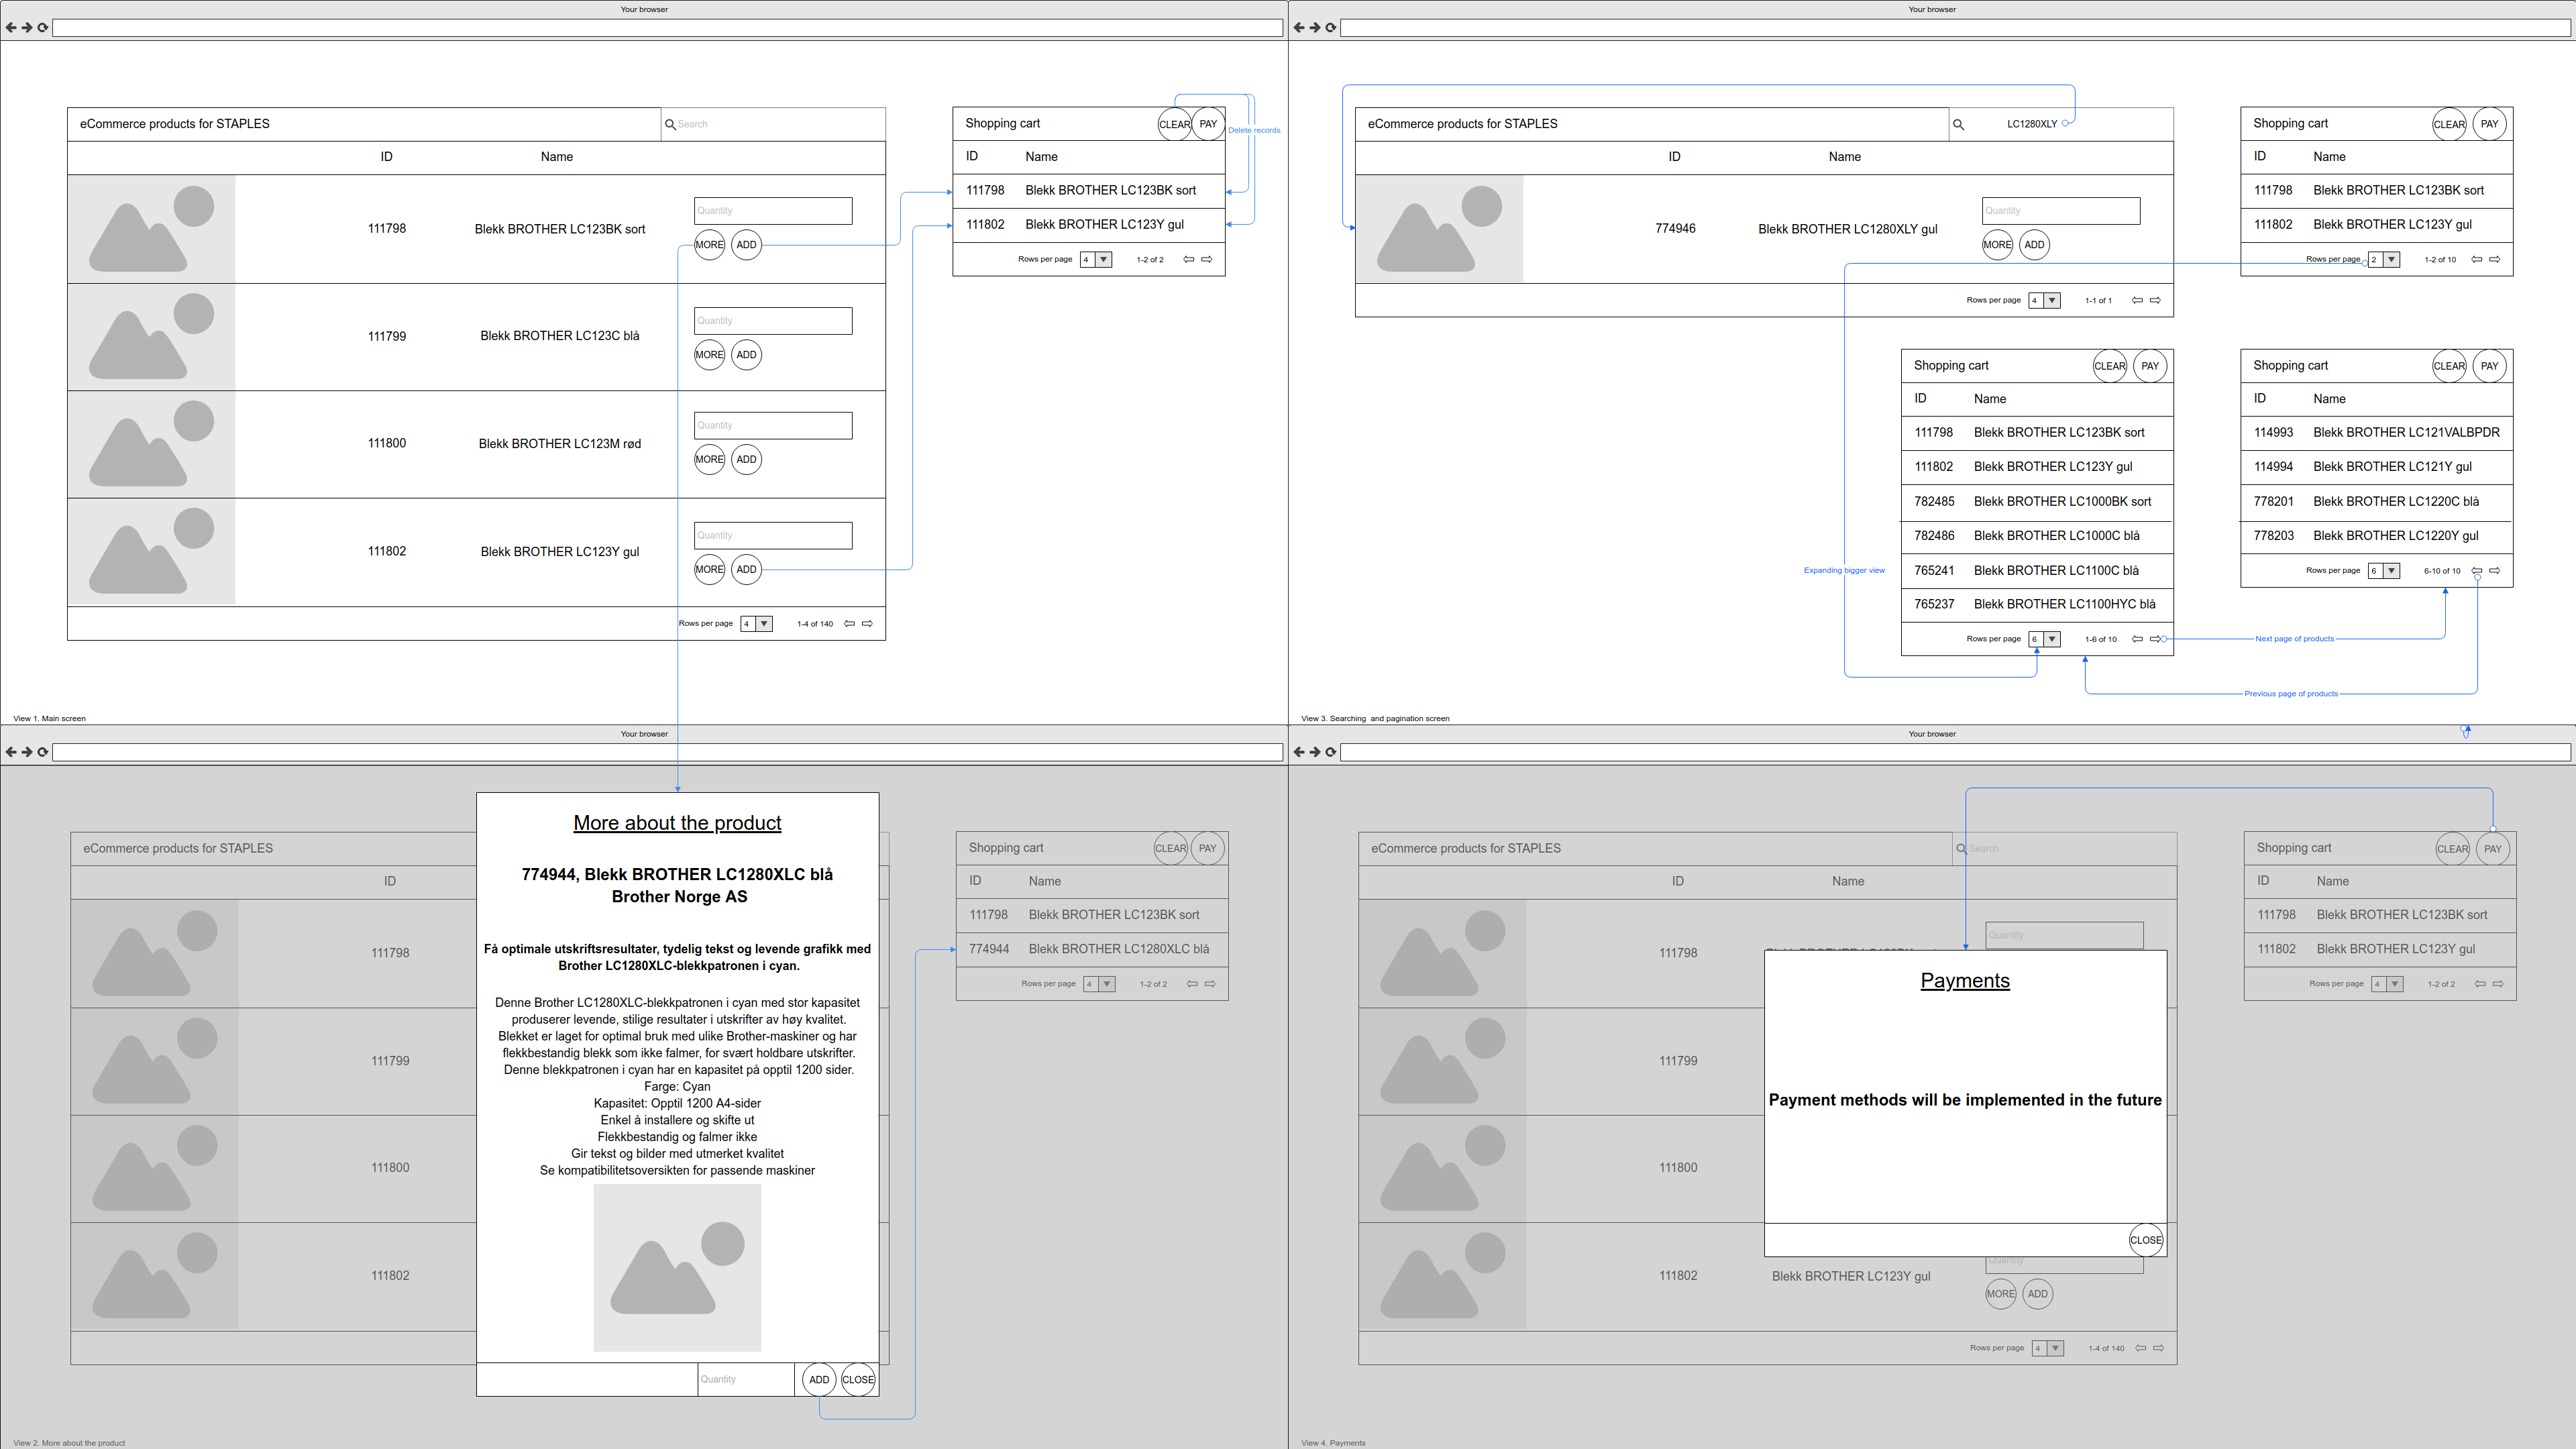 Your browser
eCommerce products for STAPLES
Search
ID Name
111798 Blekk BROTHER LC123BK sort
Quantity
MORE ADD
111799 Blekk BROTHER LC123C blå
Quantity
MORE ADD
111800 Blekk BROTHER LC123M rød
Quantity
MORE ADD
111802 Blekk BROTHER LC123Y gul
Quantity
MORE ADD
Rows per page 4 1-4 of 140
Shopping cart CLEAR PAY
Delete records
ID Name
111798 Blekk BROTHER LC123BK sort
111802 Blekk BROTHER LC123Y gul
Rows per page 4 1-2 of 2
View 1. Main screen
Your browser
eCommerce products for STAPLES
LC1280XLY
ID Name
774946 Blekk BROTHER LC1280XLY gul
Quantity
MORE ADD
Rows per page 4 1-1 of 1
Shopping cart CLEAR PAY
ID Name
111798 Blekk BROTHER LC123BK sort
111802 Blekk BROTHER LC123Y gul
Rows per page 2 1-2 of 10
Shopping cart CLEAR PAY
ID Name
111798 Blekk BROTHER LC123BK sort
111802 Blekk BROTHER LC123Y gul
782485 Blekk BROTHER LC1000BK sort
782486 Blekk BROTHER LC1000C blå
765241 Blekk BROTHER LC1100C blå
765237 Blekk BROTHER LC1100HYC blå
Rows per page 6 1-6 of 10
Expanding bigger view
Shopping cart CLEAR PAY
ID Name
114993 Blekk BROTHER LC121VALBPDR
114994 Blekk BROTHER LC121Y gul
778201 Blekk BROTHER LC1220C blå
778203 Blekk BROTHER LC1220Y gul
Rows per page 6 6-10 of 10
Next page of products
Previous page of products
View 3. Searching and pagination screen
Your browser
eCommerce products for STAPLES
ID
111798
111799
111800
111802
More about the product
774944, Blekk BROTHER LC1280XLC blå
Brother Norge AS
Få optimale utskriftsresultater, tydelig tekst og levende grafikk med
Brother LC1280XLC-blekkpatronen i cyan.
Denne Brother LC1280XLC-blekkpatronen i cyan med stor kapasitet
produserer levende, stilige resultater i utskrifter av høy kvalitet.
Blekket er laget for optimal bruk med ulike Brother-maskiner og har
flekkbestandig blekk som ikke falmer, for svært holdbare utskrifter.
Denne blekkpatronen i cyan har en kapasitet på opptil 1200 sider.
Farge: Cyan
Kapasitet: Opptil 1200 A4-sider
Enkel å installere og skifte ut
Flekkbestandig og falmer ikke
Gir tekst og bilder med utmerket kvalitet
Se kompatibilitetsoversikten for passende maskiner
Quantity ADD CLOSE
Shopping cart CLEAR PAY
ID Name
111798 Blekk BROTHER LC123BK sort
774944 Blekk BROTHER LC1280XLC blå
Rows per page 4 1-2 of 2
View 2. More about the product
Your browser
eCommerce products for STAPLES
Search
ID Name
111798
Quantity
111799
111800
111802 Blekk BROTHER LC123Y gul
Quantity
MORE ADD
Rows per page 4 1-4 of 140
Payments
Payment methods will be implemented in the future
CLOSE
Shopping cart CLEAR PAY
ID Name
111798 Blekk BROTHER LC123BK sort
111802 Blekk BROTHER LC123Y gul
Rows per page 4 1-2 of 2
View 4. Payments